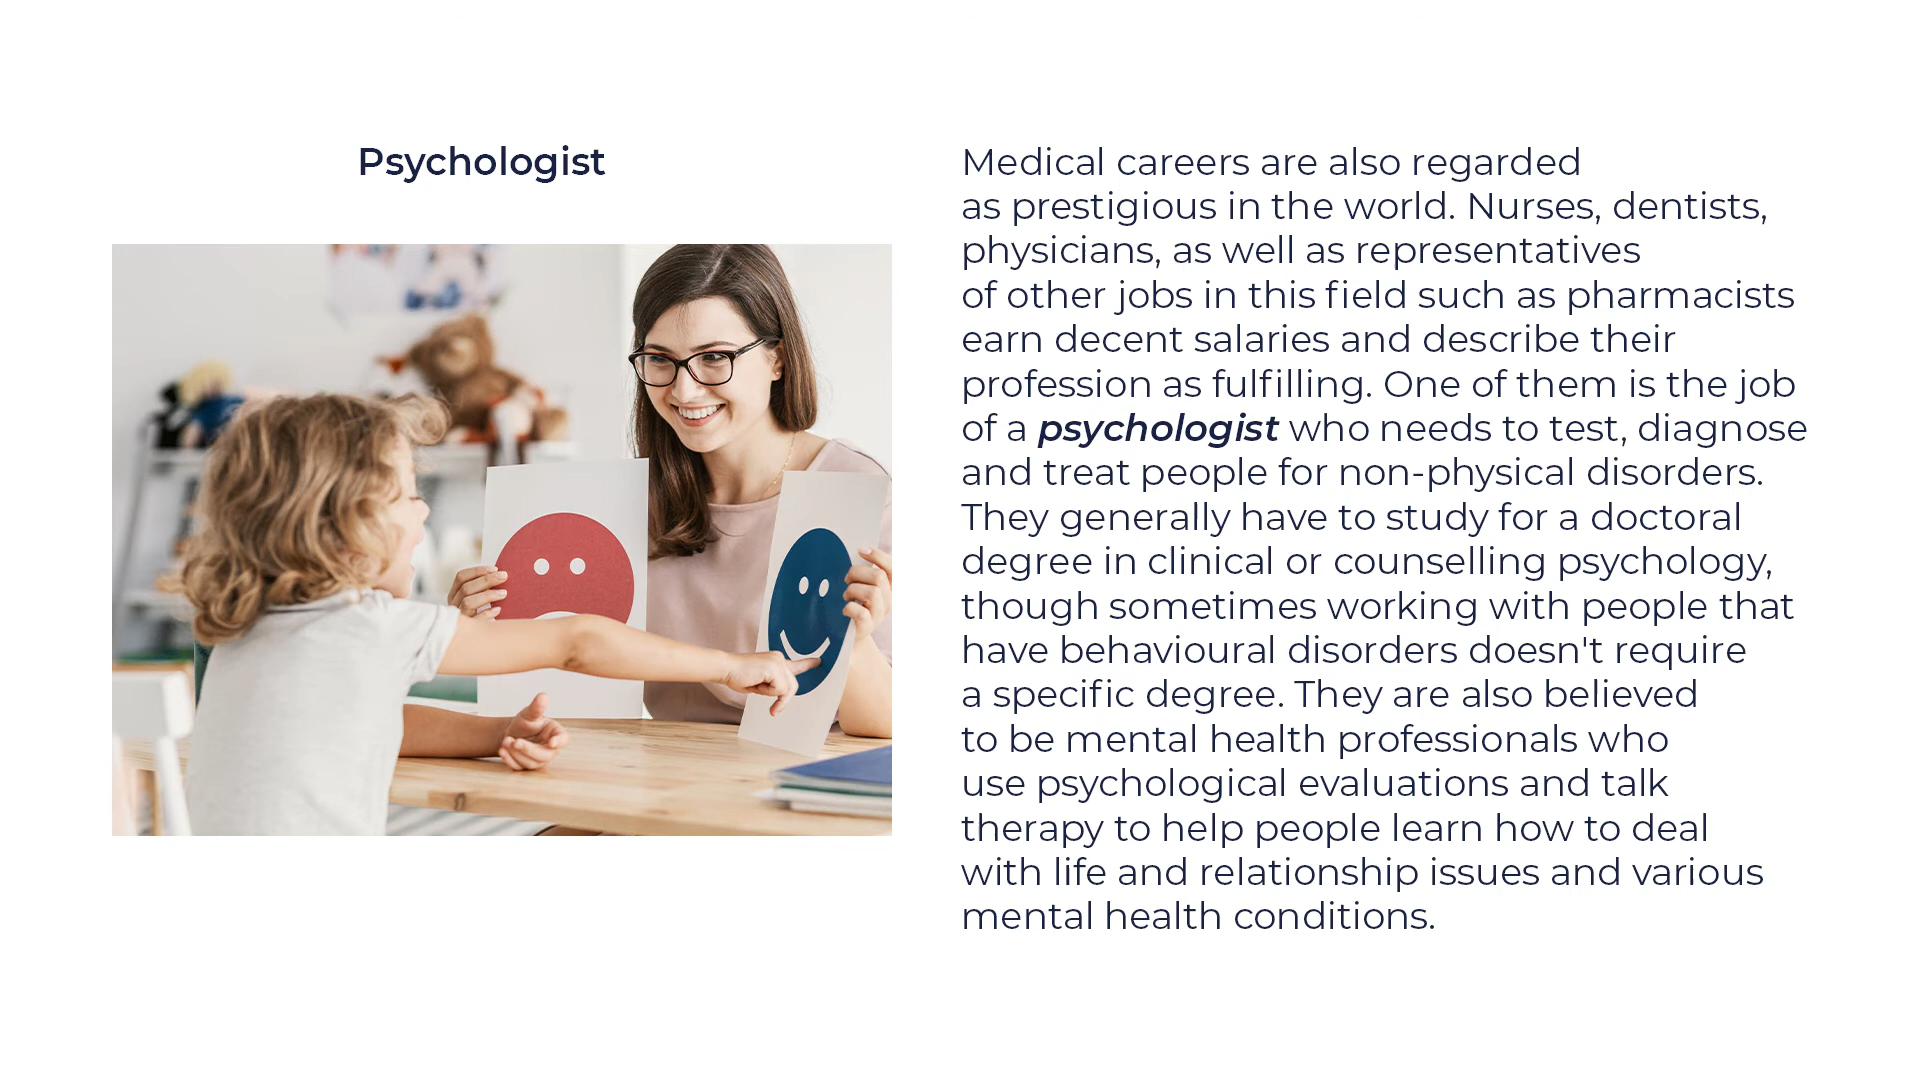 Psychologist
Medical careers are also regarded
as prestigious in the world. Nurses, dentists,
physicians, as well as representatives
of other jobs in this field such as pharmacists
earn decent salaries and describe their
profession as fulfilling. One of them is the job
of a psychologist who needs to test, diagnose
and treat people for non-physical disorders.
They generally have to study for a doctoral
degree in clinical or counselling psychology,
though sometimes working with people that
have behavioural disorders doesn't require
a specific degree. They are also believed
to be mental health professionals who
use psychological evaluations and talk
therapy to help people learn how to deal
with life and relationship issues and various
mental health conditions.